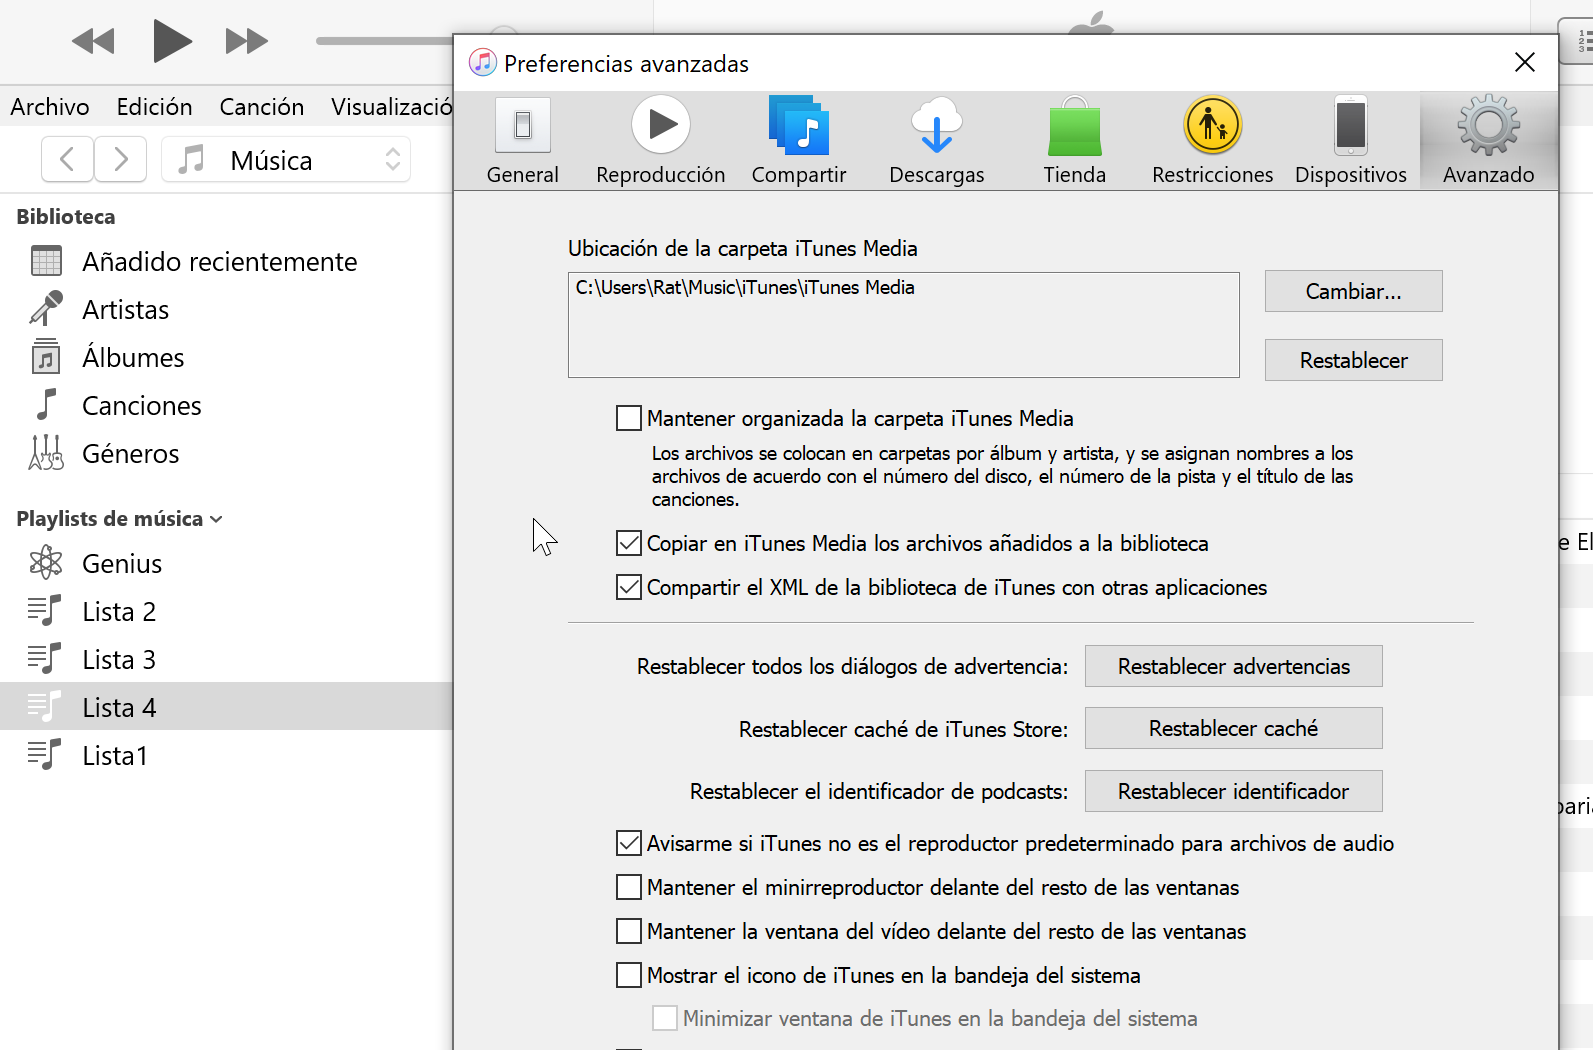 Preferencias avanzadas
Archivo Edición Canción Visualizació
General Reproducción Compartir Descargas Tienda Restricciones Dispositivos Avanzado
Música
Biblioteca
Añadido recientemente
Artistas
Álbumes
Canciones
Géneros
Playlists de música
Genius
Lista 2
Lista 3
Lista 4
Lista1
Ubicación de la carpeta iTunes Media
C:\Users\Rat\Music\iTunes\iTunes Media
Cambiar...
Restablecer
Mantener organizada la carpeta iTunes Media
Los archivos se colocan en carpetas por álbum y artista, y se asignan nombres a los
archivos de acuerdo con el número del disco, el número de la pista y el título de las
canciones.
Copiar en iTunes Media los archivos añadidos a la biblioteca
Compartir el XML de la biblioteca de iTunes con otras aplicaciones
Restablecer todos los diálogos de advertencia: Restablecer advertencias
Restablecer caché de iTunes Store: Restablecer caché
Restablecer el identificador de podcasts: Restablecer identificador
Avisarme si iTunes no es el reproductor predeterminado para archivos de audio
Mantener el minirreproductor delante del resto de las ventanas
Mantener la ventana del vídeo delante del resto de las ventanas
Mostrar el icono de iTunes en la bandeja del sistema
Minimizar ventana de iTunes en la bandeja del sistema
e El